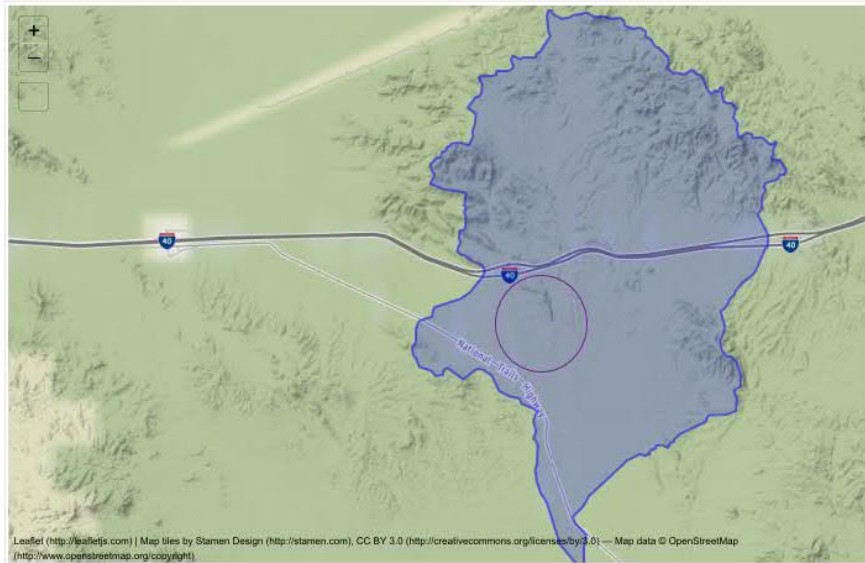 +
−
40
40
40
National Trails Highway
Leaflet (http://leafletjs.com) | Map tiles by Stamen Design (http://stamen.com), CC BY 3.0 (http://creativecommons.org/licenses/by/3.0) — Map data © OpenStreetMap
(http://www.openstreetmap.org/copyright)